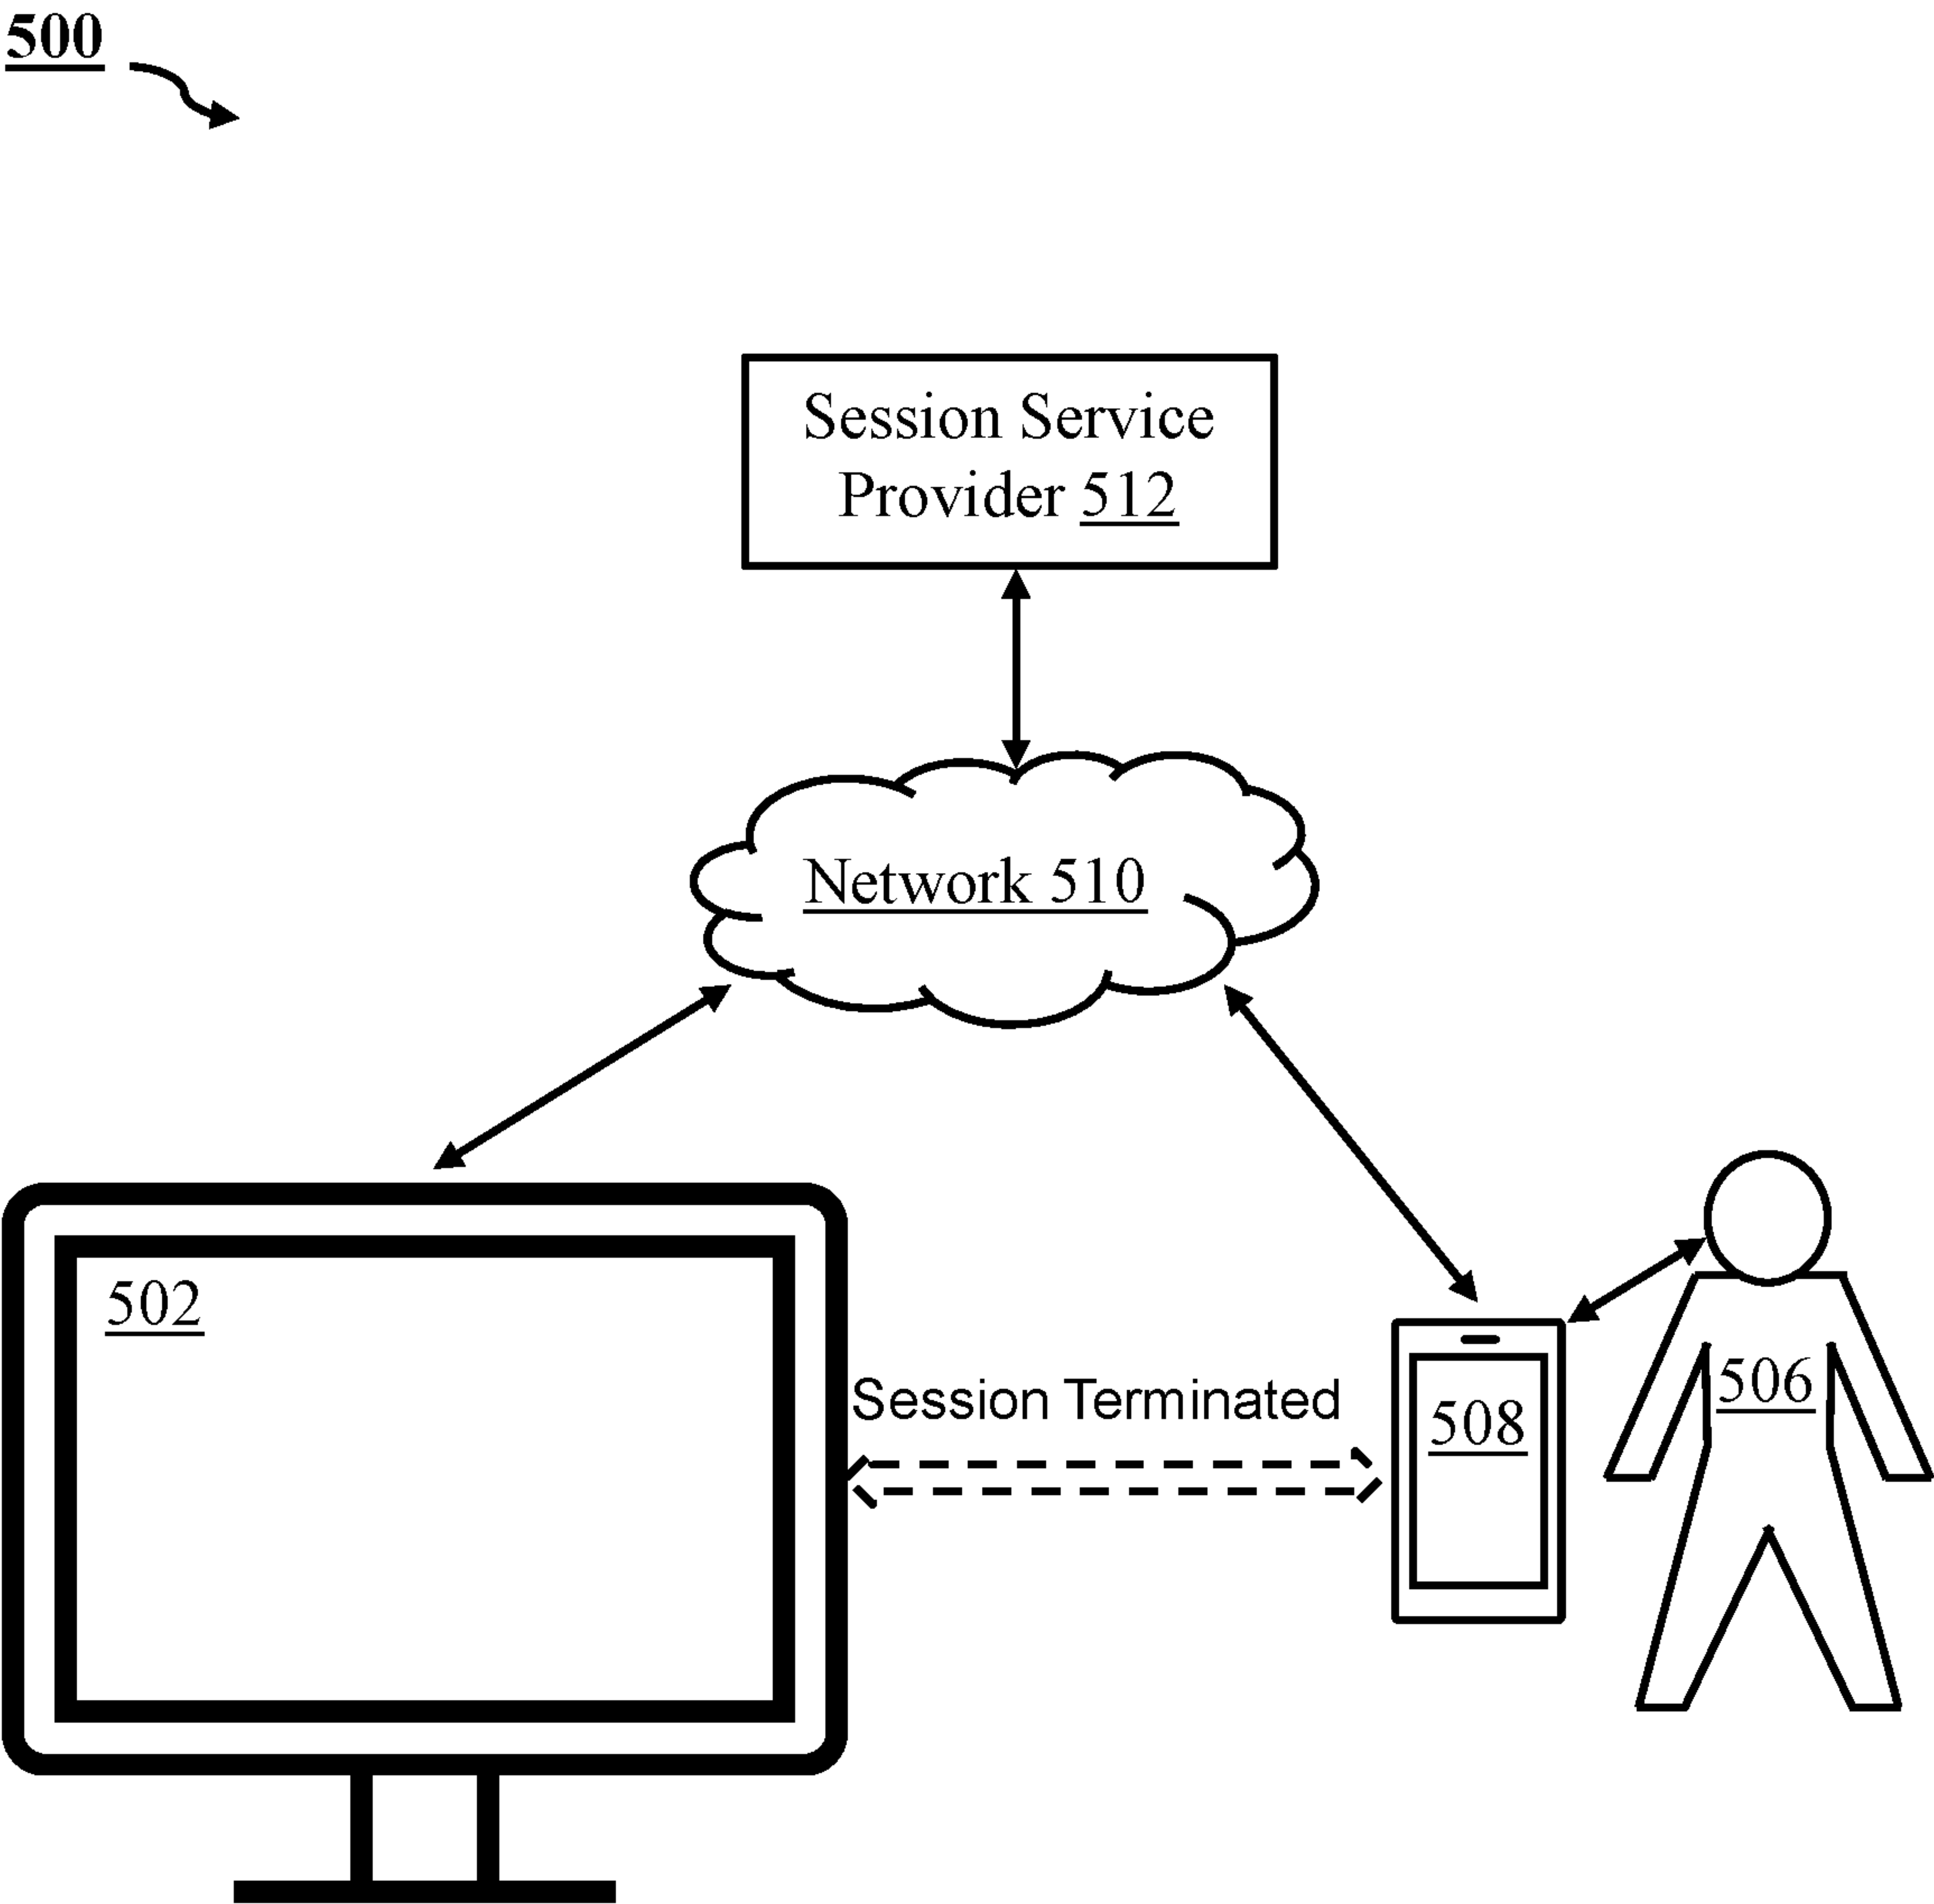 500
Session Service
Provider 512
Network 510
502
Session Terminated
508
506